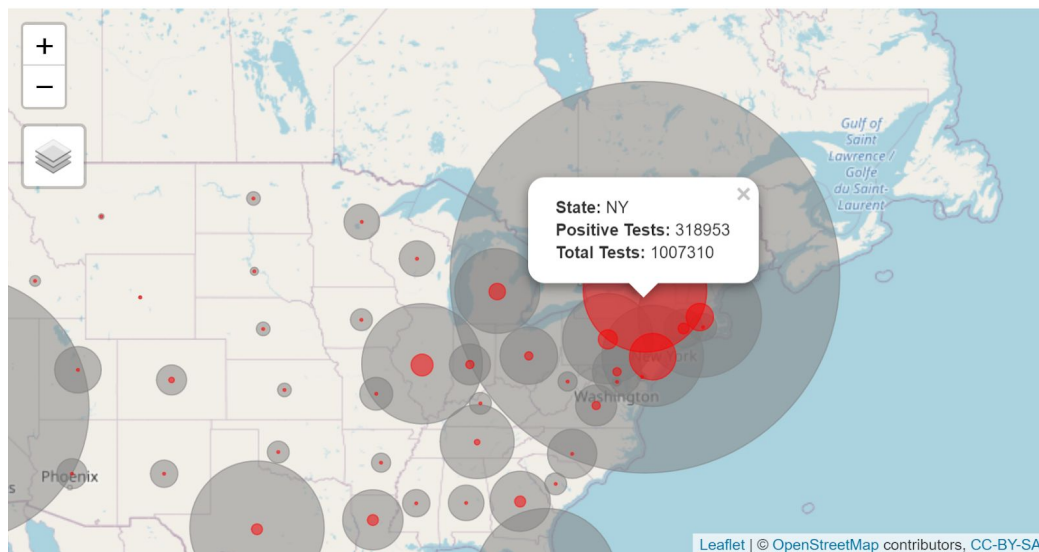 +
−
Gulf of
Saint
Lawrence /
Golfe
du Saint-
Laurent
×
State: NY
Positive Tests: 318953
Total Tests: 1007310
New York
Washington
Phoenix
s
Leaflet | © OpenStreetMap contributors, CC-BY-SA